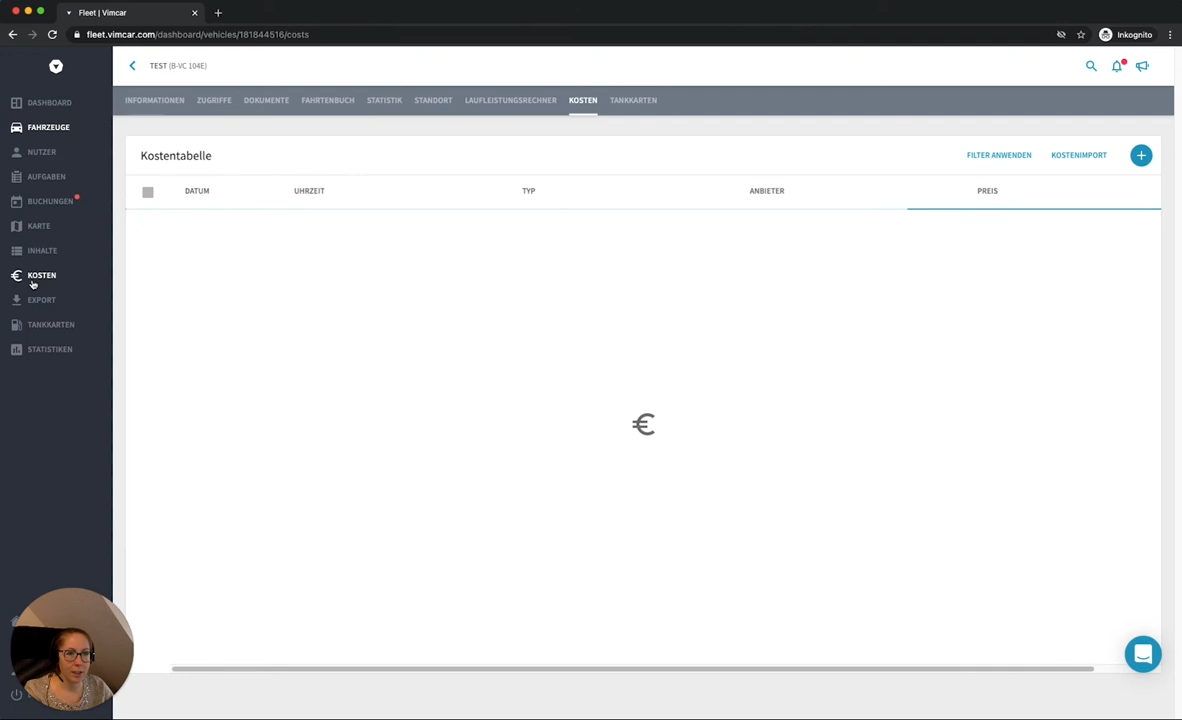 Fleet | Vimcar
fleet.vimcar.com/dashboard/vehicles/181844516/costs
Inkognito
TEST (B-VC 104E)
DASHBOARD
FAHRZEUGE
NUTZER
AUFGABEN
BUCHUNGEN
KARTE
INHALTE
KOSTEN
EXPORT
TANKKARTEN
STATISTIKEN
INFORMATIONEN ZUGRIFFE DOKUMENTE FAHRTENBUCH STATISTIK STANDORT LAUFLEISTUNGSRECHNER KOSTEN TANKKARTEN
Kostentabelle FILTER ANWENDEN KOSTENIMPORT
DATUM UHRZEIT TYP ANBIETER PREIS
€